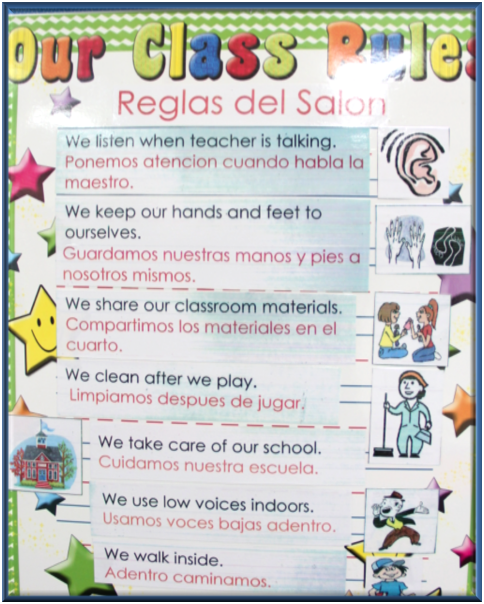 Our Class Rules
Reglas del Salon
We listen when teacher is talking.
Ponemos atencion cuando habla la
maestro.
We keep our hands and feet to
ourselves.
Guardamos nuestras manos y pies a
nosotros mismos.
We share our classroom materials.
Compartimos los materiales en el
cuarto.
We clean after we play.
Limpiamos despues de jugar.
We take care of our school.
Cuidamos nuestra escuela.
We use low voices indoors.
Usamos voces bajas adentro.
We walk inside.
Adentro caminamos.